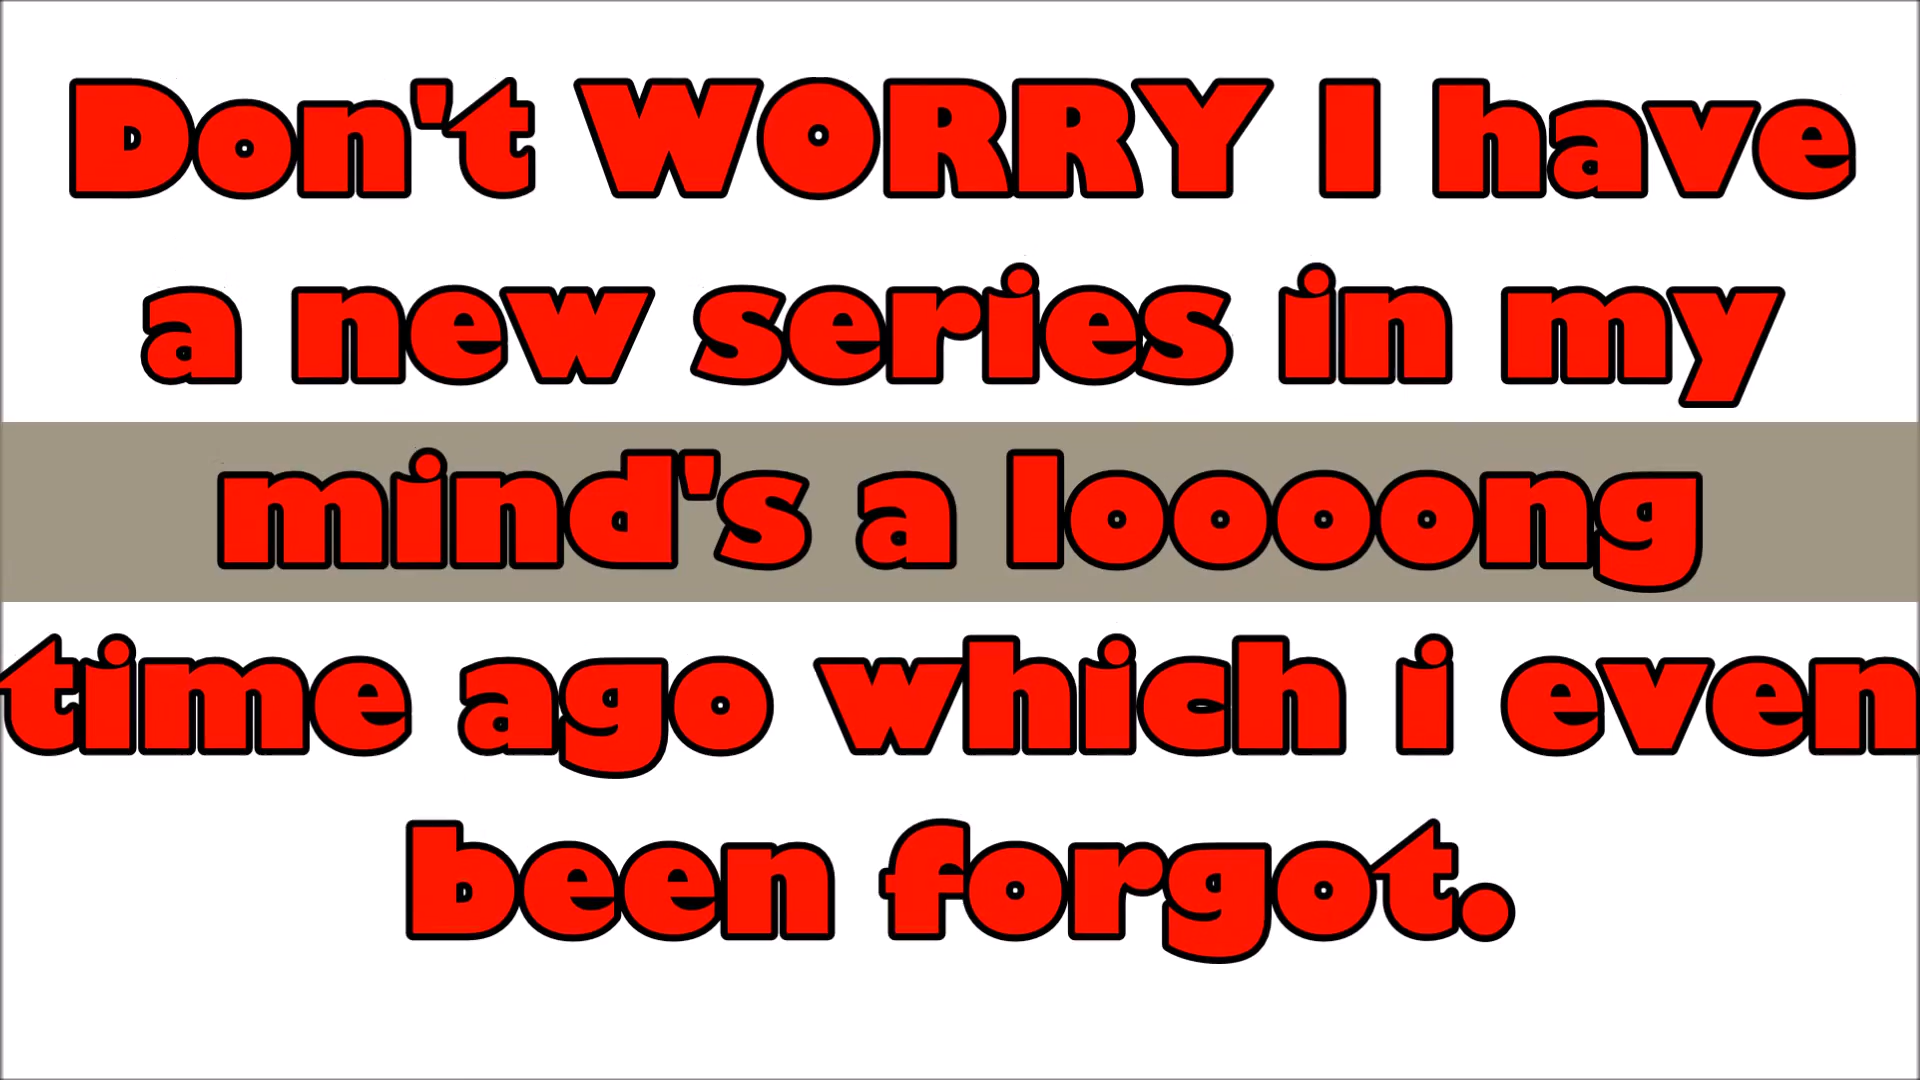 Don't WORRY I have
a new series in my
mind's a loooong
time ago which i even
been forgot.